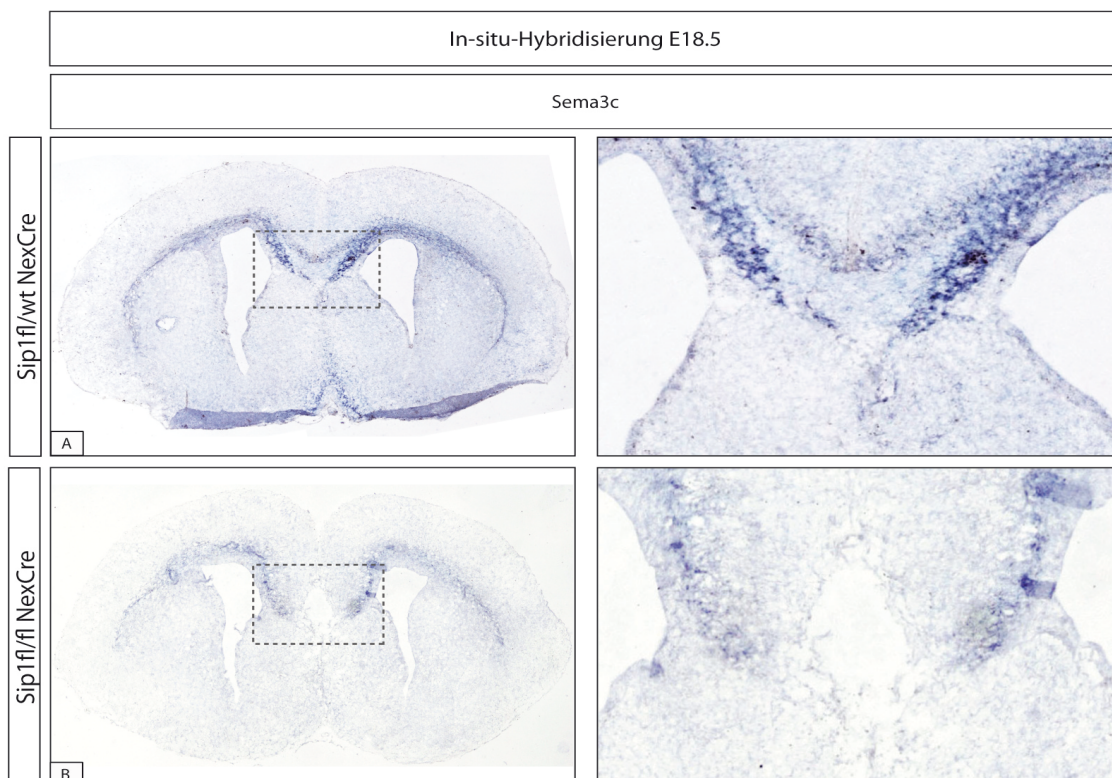 In-situ-Hybridisierung E18.5
Sema3c
Sip1fl/wt NexCre
A
Sip1fl/fl NexCre
B